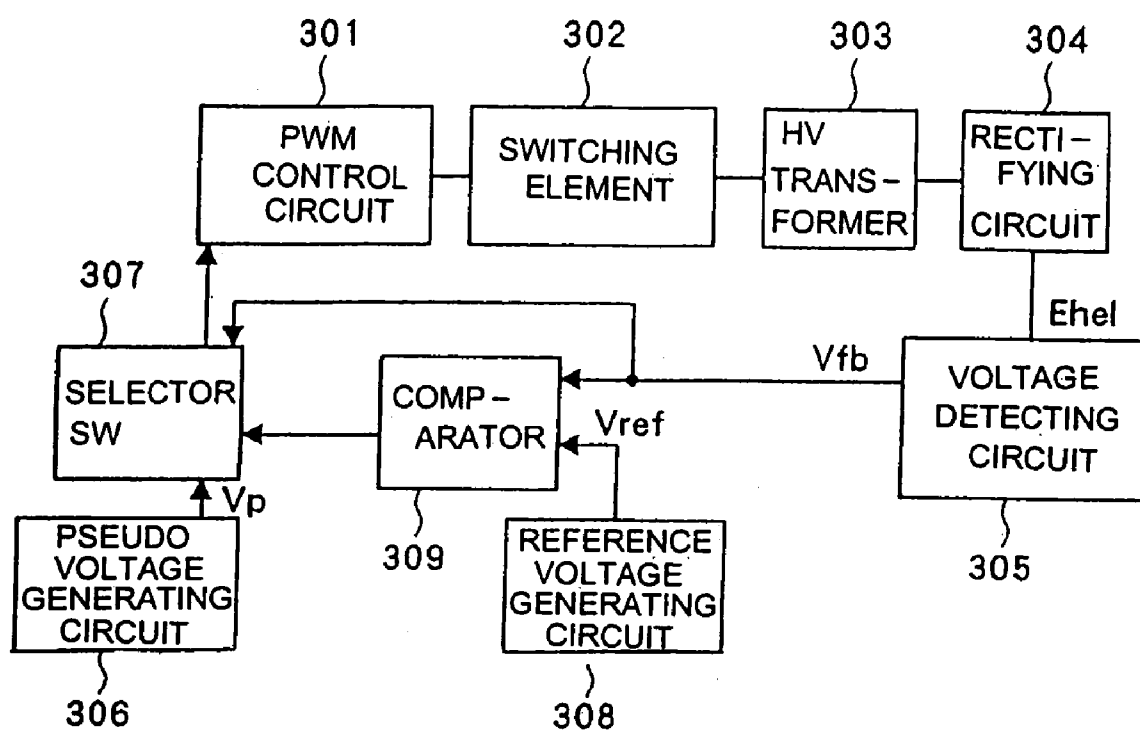 301
302
303
304
PWM
CONTROL
CIRCUIT
SWITCHING
ELEMENT
HV
TRANS-
FORMER
RECTI-
FYING
CIRCUIT
307
Ehel
SELECTOR
SW
COMP-
ARATOR
Vfb
Vref
VOLTAGE
DETECTING
CIRCUIT
Vp
309
305
PSEUDO
VOLTAGE
GENERATING
CIRCUIT
REFERENCE
VOLTAGE
GENERATING
CIRCUIT
306
308